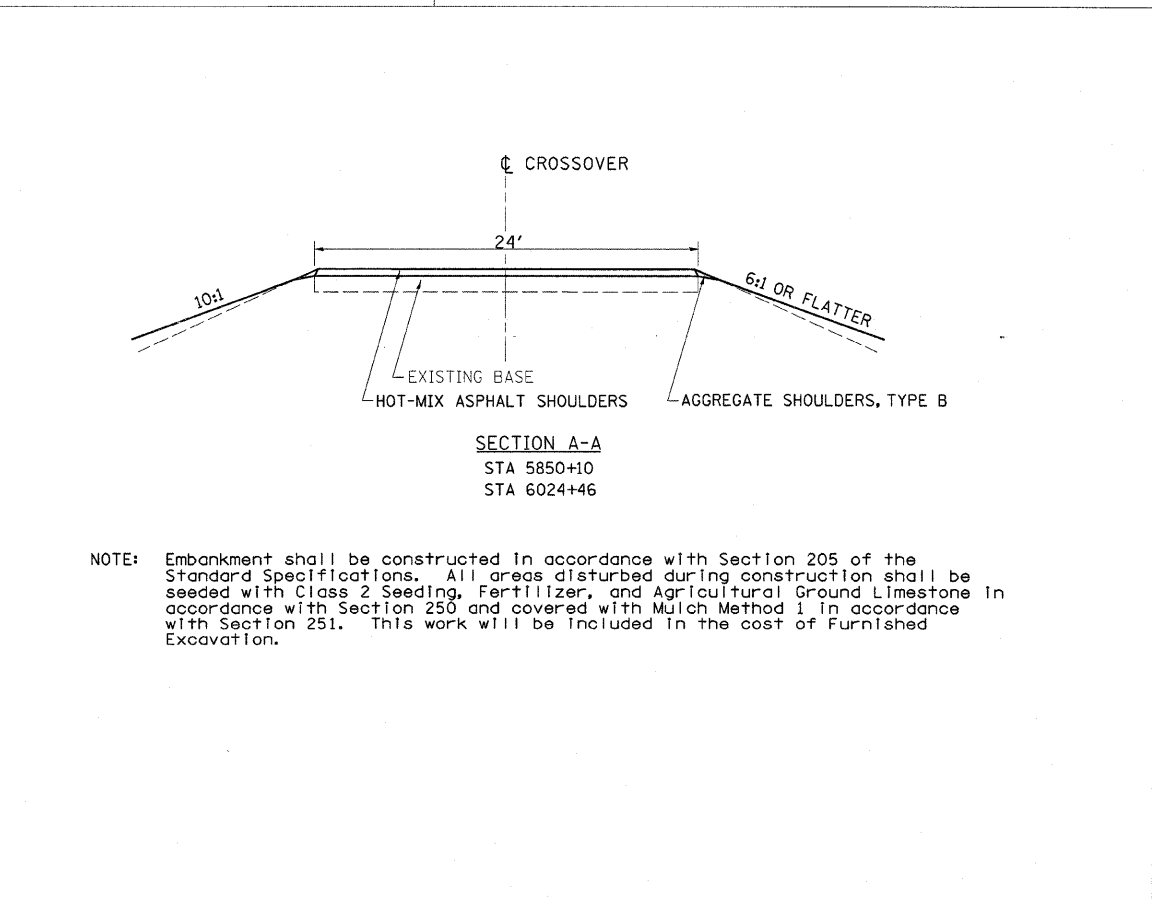 ℄ CROSSOVER
24'
10:1
6:1 OR FLATTER
EXISTING BASE
HOT-MIX ASPHALT SHOULDERS
AGGREGATE SHOULDERS, TYPE B
SECTION A-A
STA 5850+10
STA 6024+46
NOTE: Embankment shall be constructed in accordance with Section 205 of the
Standard Specifications. All areas disturbed during construction shall be
seeded with Class 2 Seeding, Fertilizer, and Agricultural Ground Limestone in
accordance with Section 250 and covered with Mulch Method 1 in accordance
with Section 251. This work will be included in the cost of Furnished
Excavation.